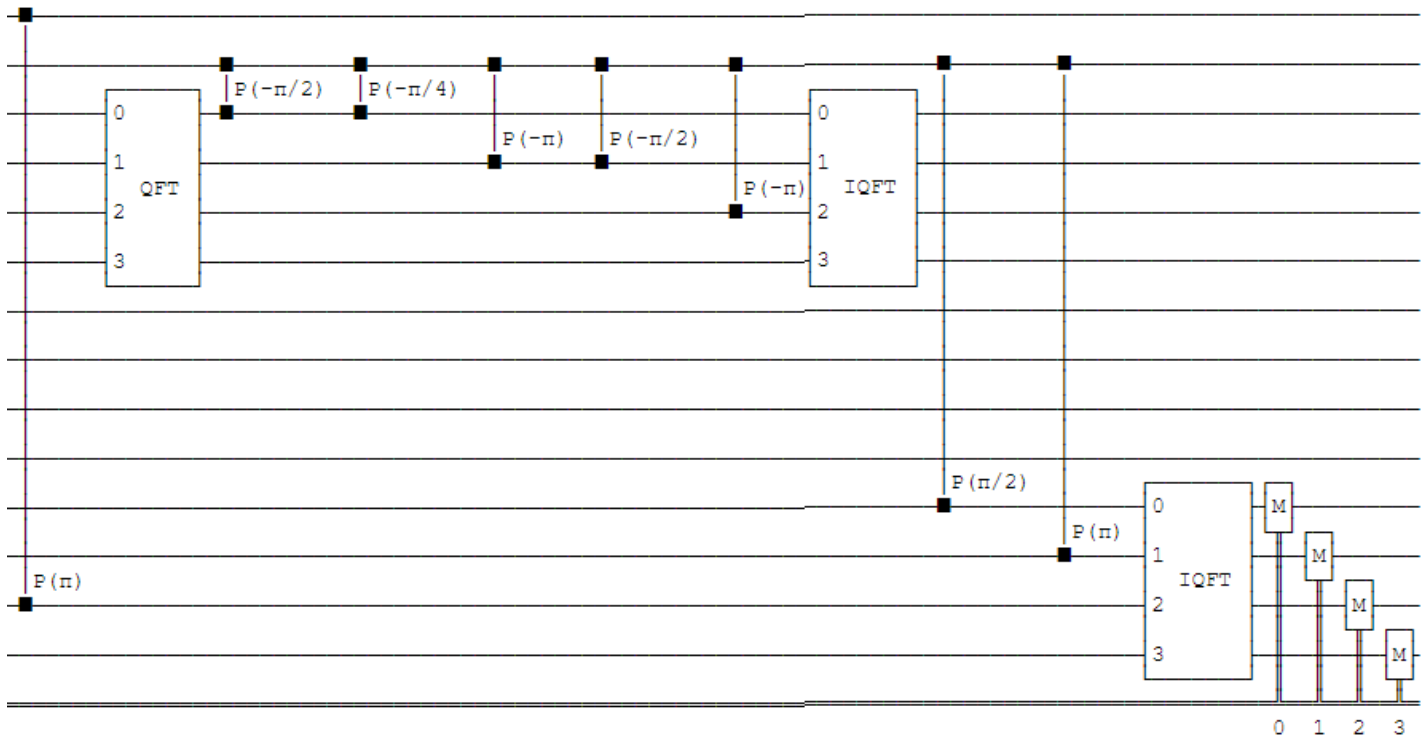 P(-π/2) P(-π/4)
0 0
P(-π) P(-π/2)
1 1
QFT P(-π) IQFT
2 2
3 3
P(π/2)
0 M
P(π)
1 M
P(π) IQFT
2 M
3 M
0 1 2 3